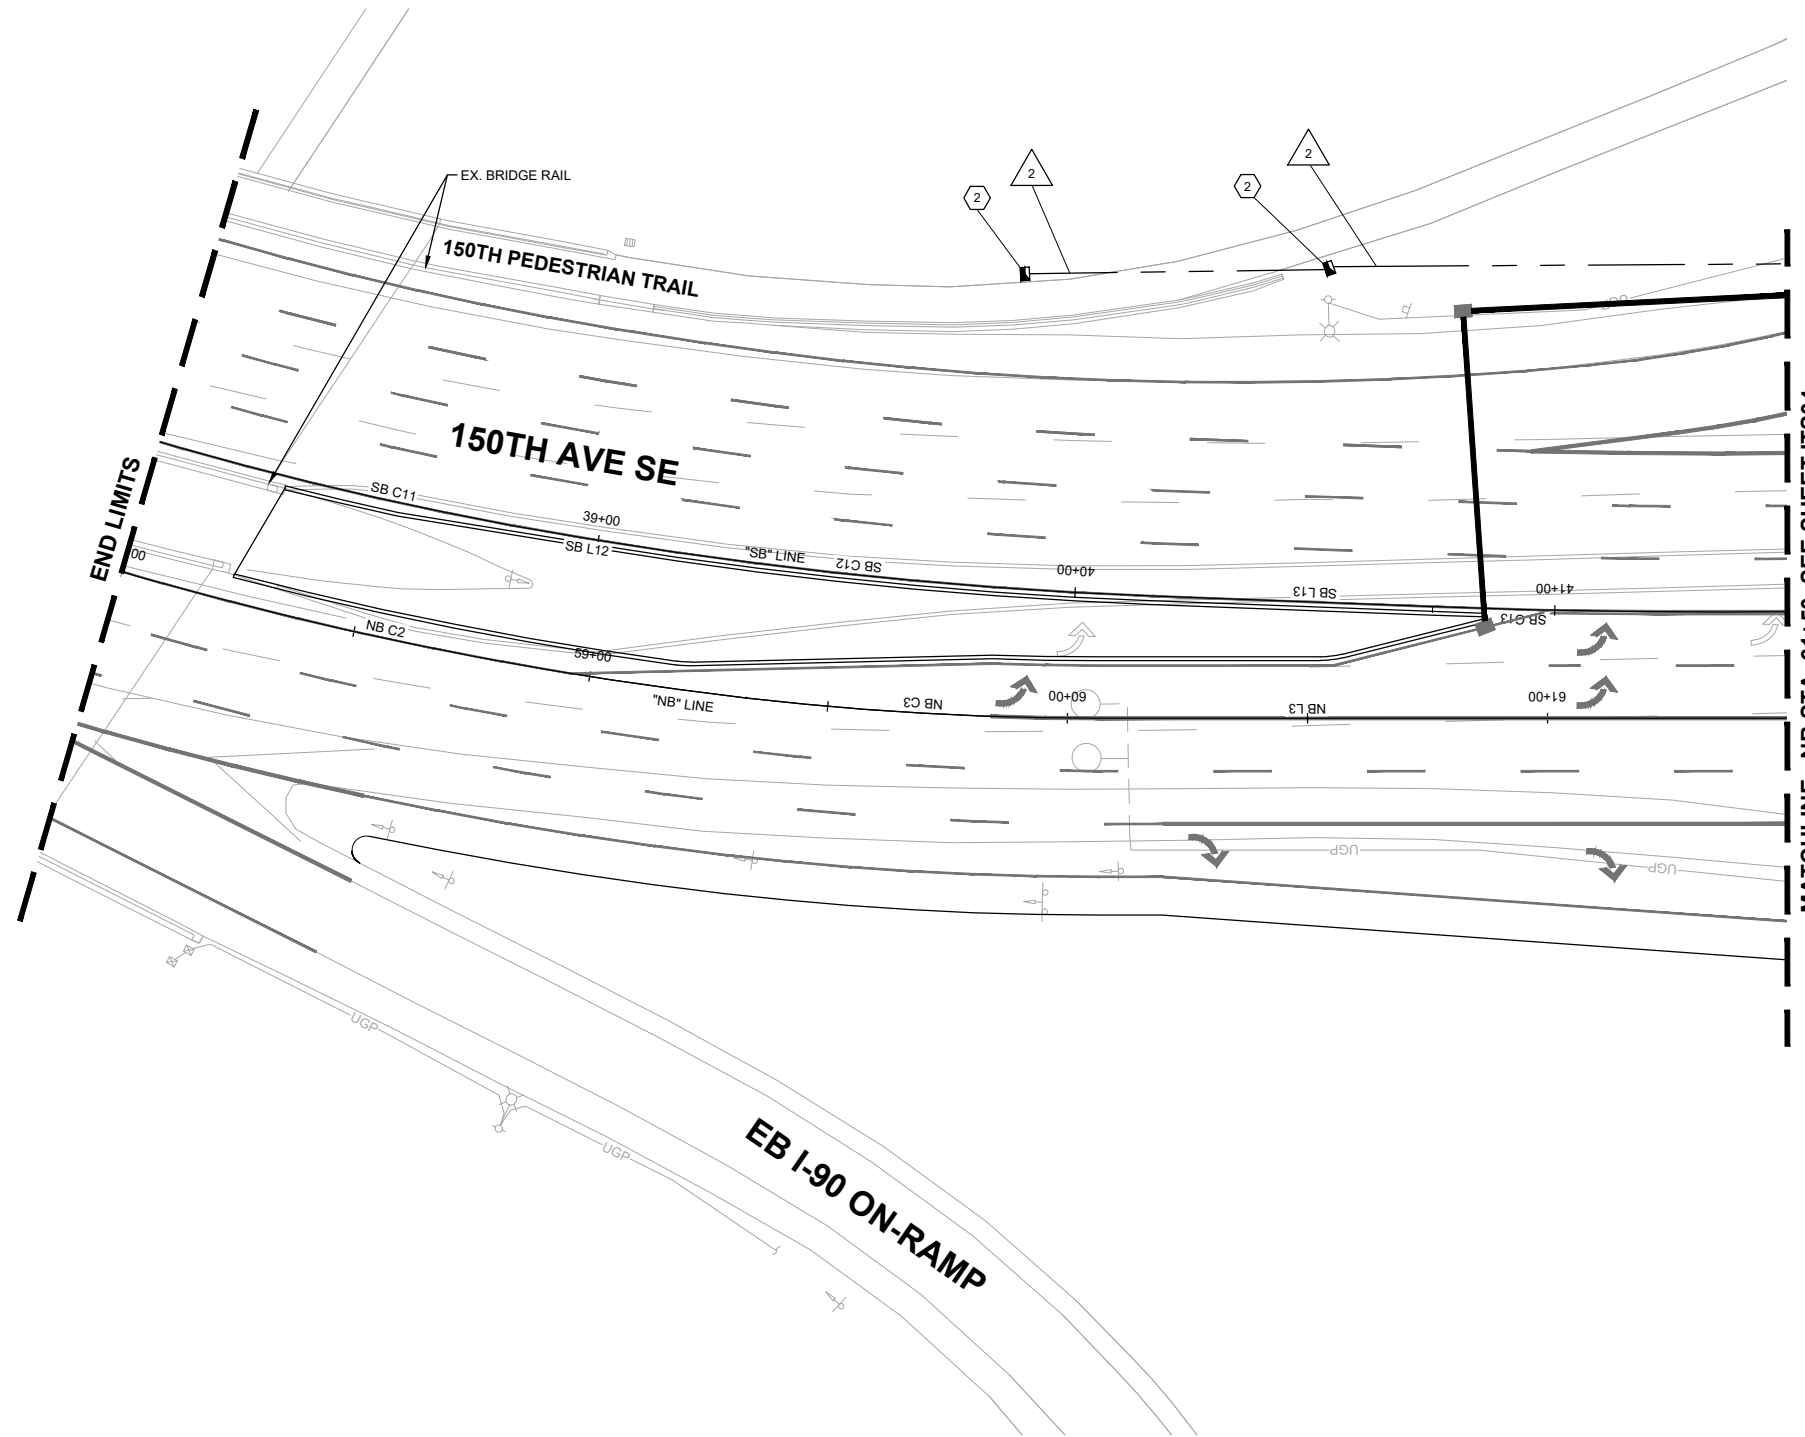 2
2
2
2
EX. BRIDGE RAIL
150TH PEDESTRIAN TRAIL
150TH AVE SE
END LIMITS
00
SB C11
39+00
SB L12
"SB" LINE
SB C12
40+00
SB L13
41+00
SB C13
NB C2
59+00
"NB" LINE
NB C3
60+00
NB L3
61+00
UGP
UGP
UGP
UGP
EB I-90 ON-RAMP